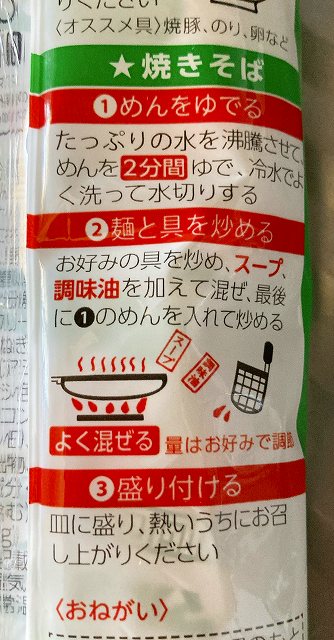 りください
〈オススメ具〉焼豚、のり、卵など
★焼きそば
❶めんをゆでる
たっぷりの水を沸騰させて、
めんを2分間ゆで、冷水でよ
く洗って水切りする
❷麺と具を炒める
お好みの具を炒め、スープ、
調味油を加えて混ぜ、最後
に❶のめんを入れて炒める
スープ
調味油
よく混ぜる 量はお好みで調節
❸盛り付ける
皿に盛り、熱いうちにお召
し上がりください
〈おねがい〉